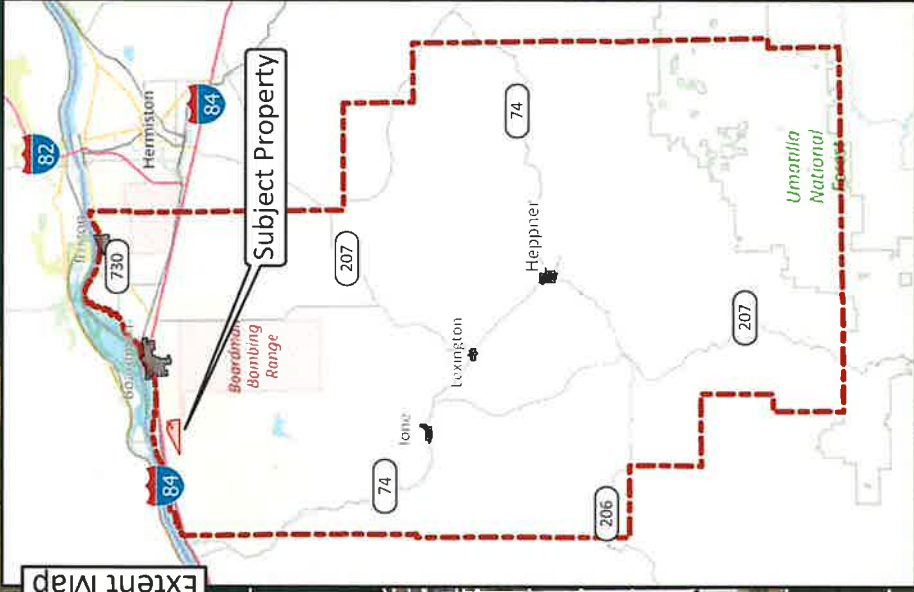 Extent Map
82
Hermiston
84
Irrigon
730
Subject Property
Boardman
Bombing
Range
207
84
74
Heppner
Lexington
Ione
74
Umatilla
National
Forest
207
206